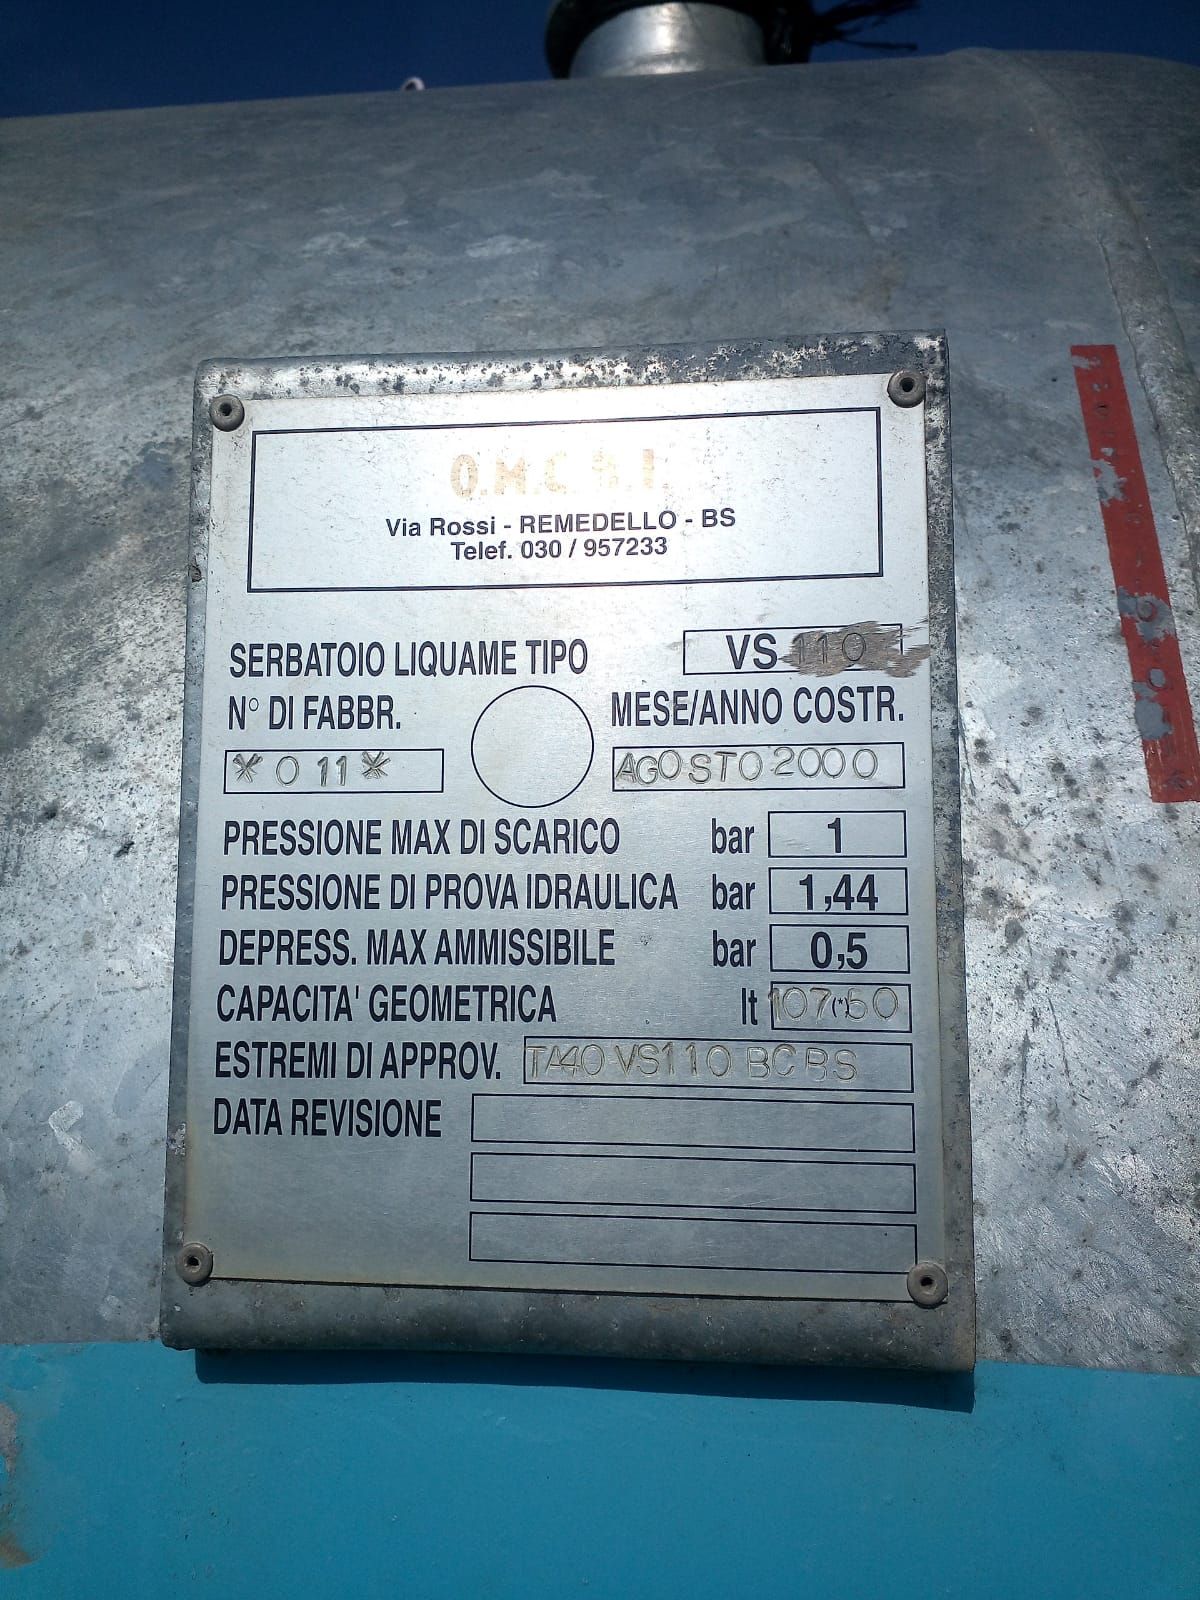 O.M.C.
Via Rossi - REMEDELLO - BS
Telef. 030 / 957233
SERBATOIO LIQUAME TIPO VS 110
N° DI FABBR. MESE/ANNO COSTR.
*011* AGOSTO 2000
PRESSIONE MAX DI SCARICO bar 1
PRESSIONE DI PROVA IDRAULICA bar 1,44
DEPRESS. MAX AMMISSIBILE bar 0,5
CAPACITA' GEOMETRICA lt 107(*)50
ESTREMI DI APPROV. TA40-VS110 BC BS
DATA REVISIONE